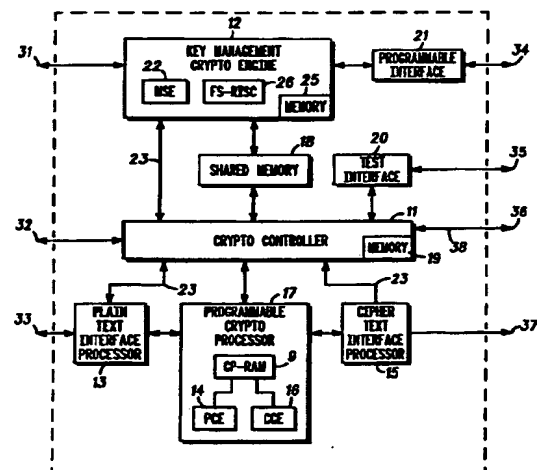 12
31
KEY MANAGEMENT
CRYPTO ENGINE
21
34
22
26
25
PROGRAMMABLE
INTERFACE
MSE
FS-RISC
MEMORY
18
20
23
SHARED MEMORY
TEST
INTERFACE
35
32
11
36
CRYPTO CONTROLLER
MEMORY
38
19
23
17
23
33
PLAIN
TEXT
INTERFACE
PROCESSOR
13
PROGRAMMABLE
CRYPTO
PROCESSOR
9
CP-RAM
14
16
PCE
CCE
CIPHER
TEXT
INTERFACE
PROCESSOR
15
37